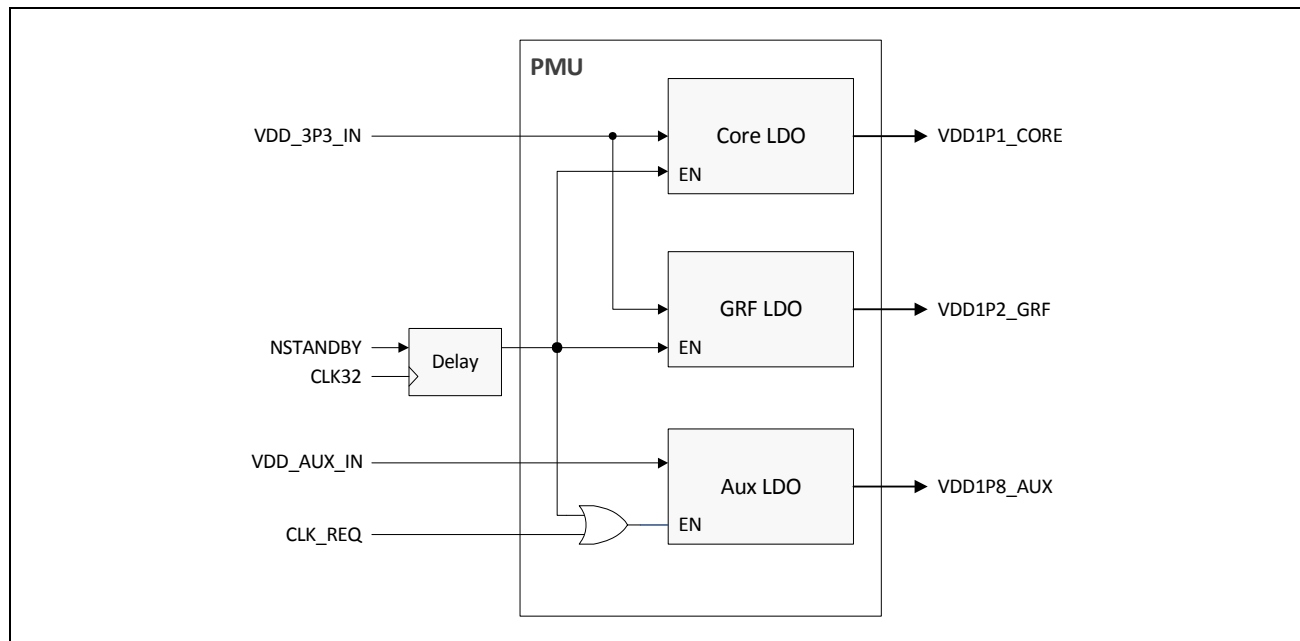 PMU
VDD_3P3_IN
Core LDO
VDD1P1_CORE
EN
GRF LDO
VDD1P2_GRF
NSTANDBY
Delay
EN
CLK32
VDD_AUX_IN
Aux LDO
VDD1P8_AUX
CLK_REQ
EN